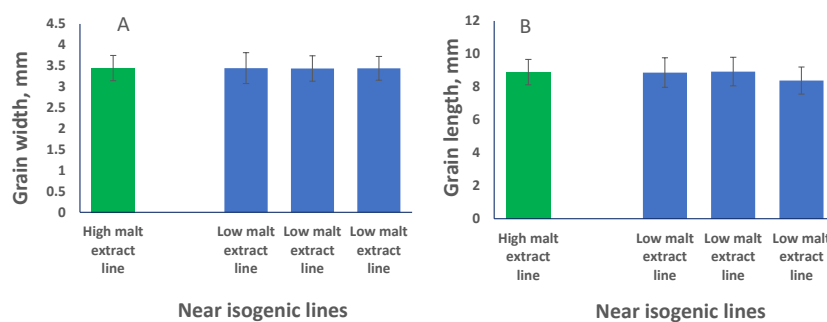 A
Grain width, mm
4.5
4
3.5
3
2.5
2
1.5
1
0.5
0
High malt
extract
line
Low malt
extract
line
Low malt
extract
line
Low malt
extract
line
Near isogenic lines
B
Grain length, mm
12
10
8
6
4
2
0
High malt
extract
line
Low malt
extract
line
Low malt
extract
line
Low malt
extract
line
Near isogenic lines